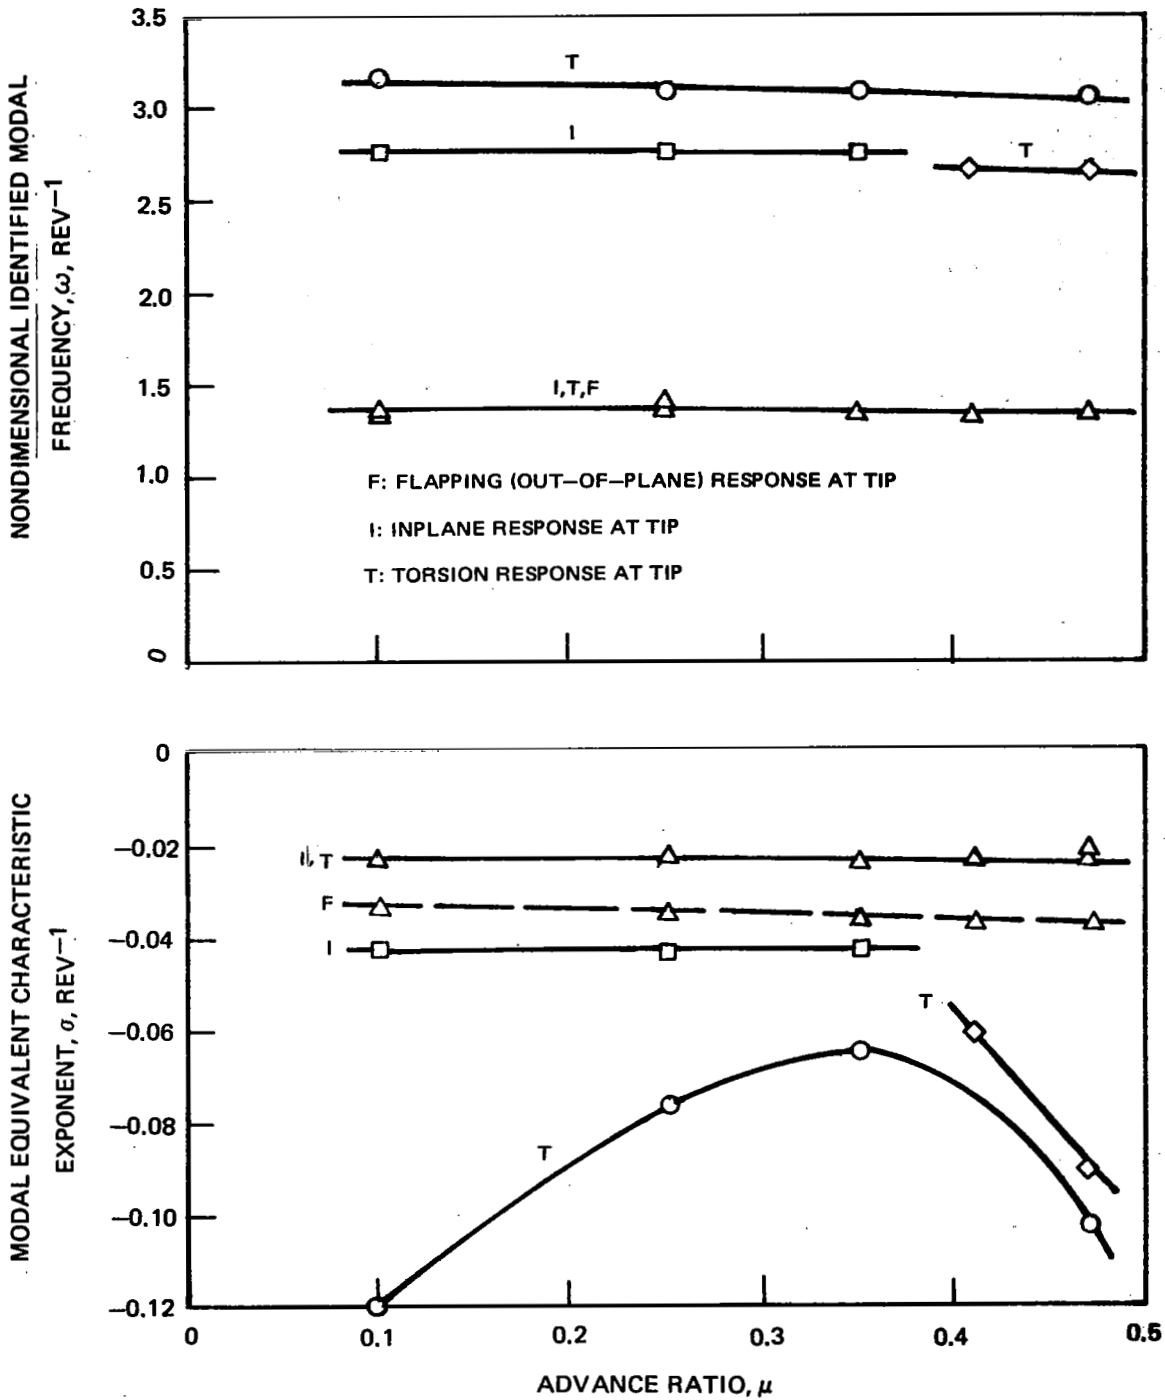 NONDIMENSIONAL IDENTIFIED MODAL
FREQUENCY, ω, REV−1
3.5
3.0
2.5
2.0
1.5
1.0
0.5
0
T
I
T
I,T,F
F: FLAPPING (OUT−OF−PLANE) RESPONSE AT TIP
I: INPLANE RESPONSE AT TIP
T: TORSION RESPONSE AT TIP
MODAL EQUIVALENT CHARACTERISTIC
EXPONENT, σ, REV−1
0
−0.02
−0.04
−0.06
−0.08
−0.10
−0.12
I, T
F
I
T
T
0
0.1
0.2
0.3
0.4
0.5
ADVANCE RATIO, μ